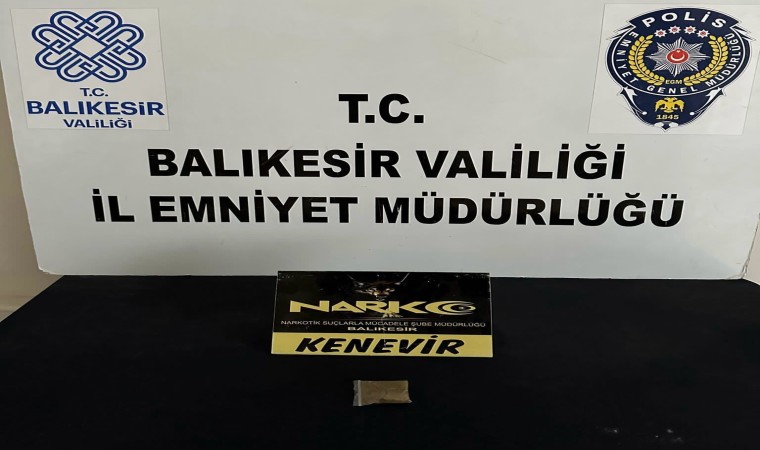 T.C.
BALIKESİR
VALİLİĞİ
POLİS
EMNİYET GENEL MÜDÜRLÜĞÜ
EGM
1845
T.C.
BALIKESİR VALİLİĞİ
İL EMNİYET MÜDÜRLÜĞÜ
NARKO
NARKOTİK SUÇLARLA MÜCADELE ŞUBE MÜDÜRLÜĞÜ
BALIKESİR
KENEVİR